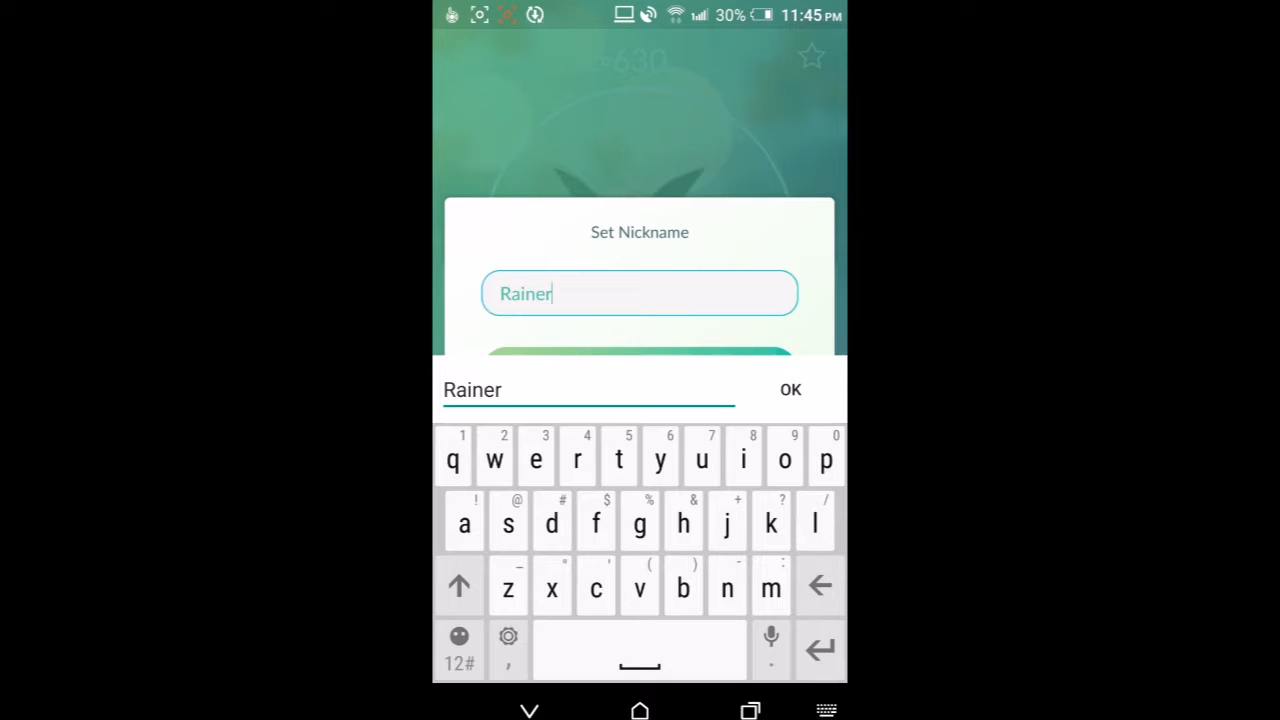 30% 11:45 PM
CP630
Set Nickname
Rainer
Rainer OK
1 2 3 4 5 6 7 8 9 0
q w e r t y u i o p
! @ # $ % & + ? /
a s d f g h j k l
_ " ' ( ) - :
z x c v b n m
12# , .